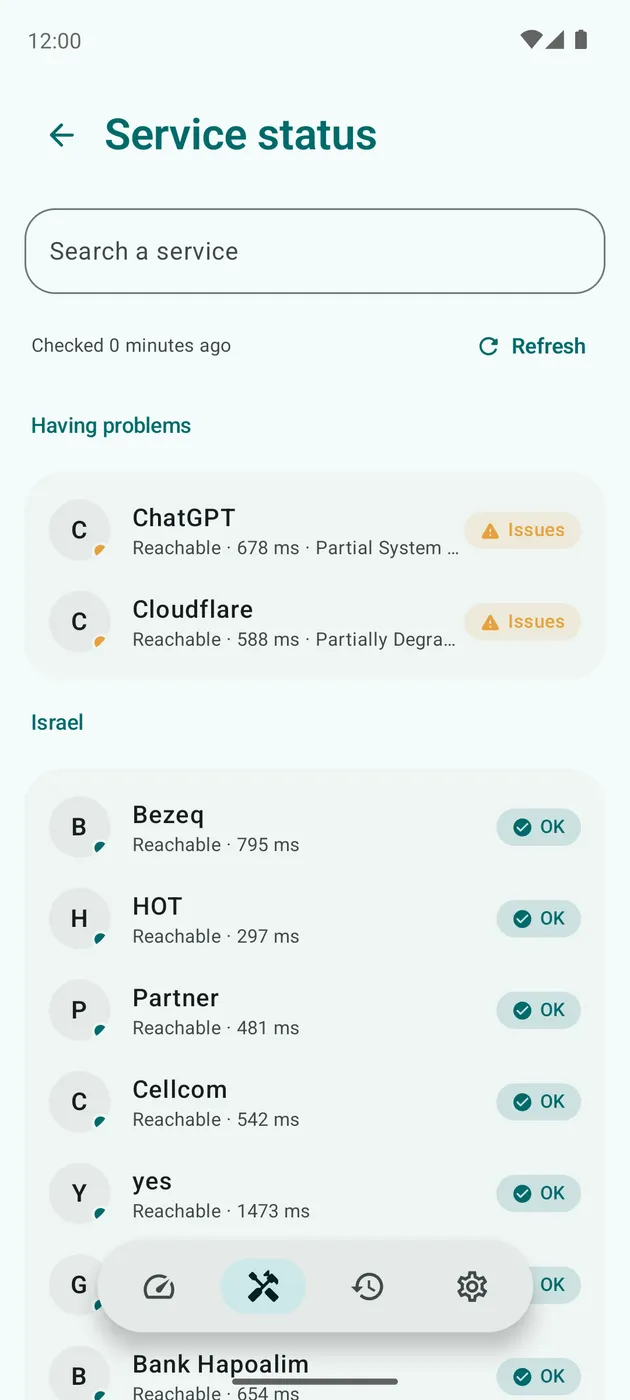 12:00
Service status
Search a service
Checked 0 minutes ago
Refresh
Having problems
C
ChatGPT
Reachable · 678 ms · Partial System …
Issues
C
Cloudflare
Reachable · 588 ms · Partially Degra…
Issues
Israel
B
Bezeq
Reachable · 795 ms
OK
H
HOT
Reachable · 297 ms
OK
P
Partner
Reachable · 481 ms
OK
C
Cellcom
Reachable · 542 ms
OK
Y
yes
Reachable · 1473 ms
OK
G
OK
B
Bank Hapoalim
Reachable · 654 ms
OK